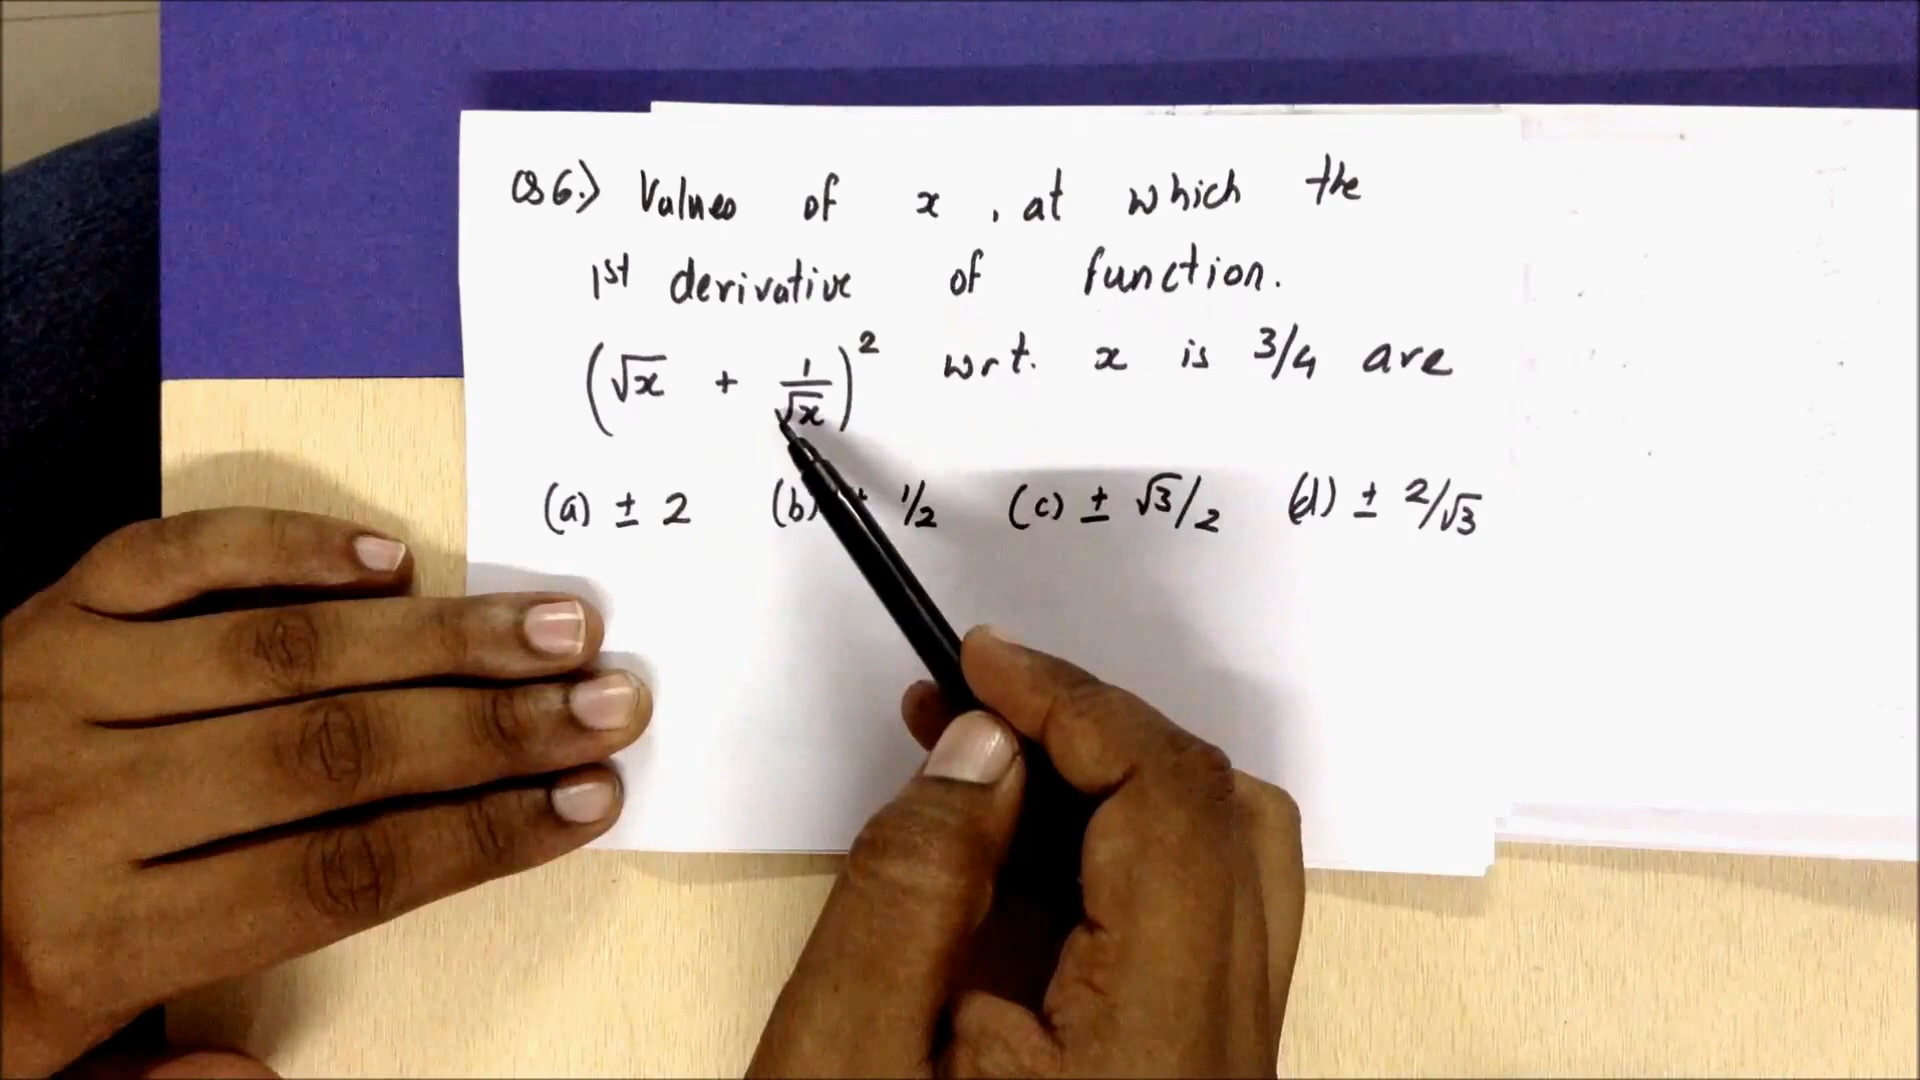 Q6.) Values of x, at which the
1st derivative of function.
(√x + 1/√x)² wrt. x is 3/4 are
(a) ± 2 (b) ± 1/2 (c) ± √3/2 (d) ± 2/√3